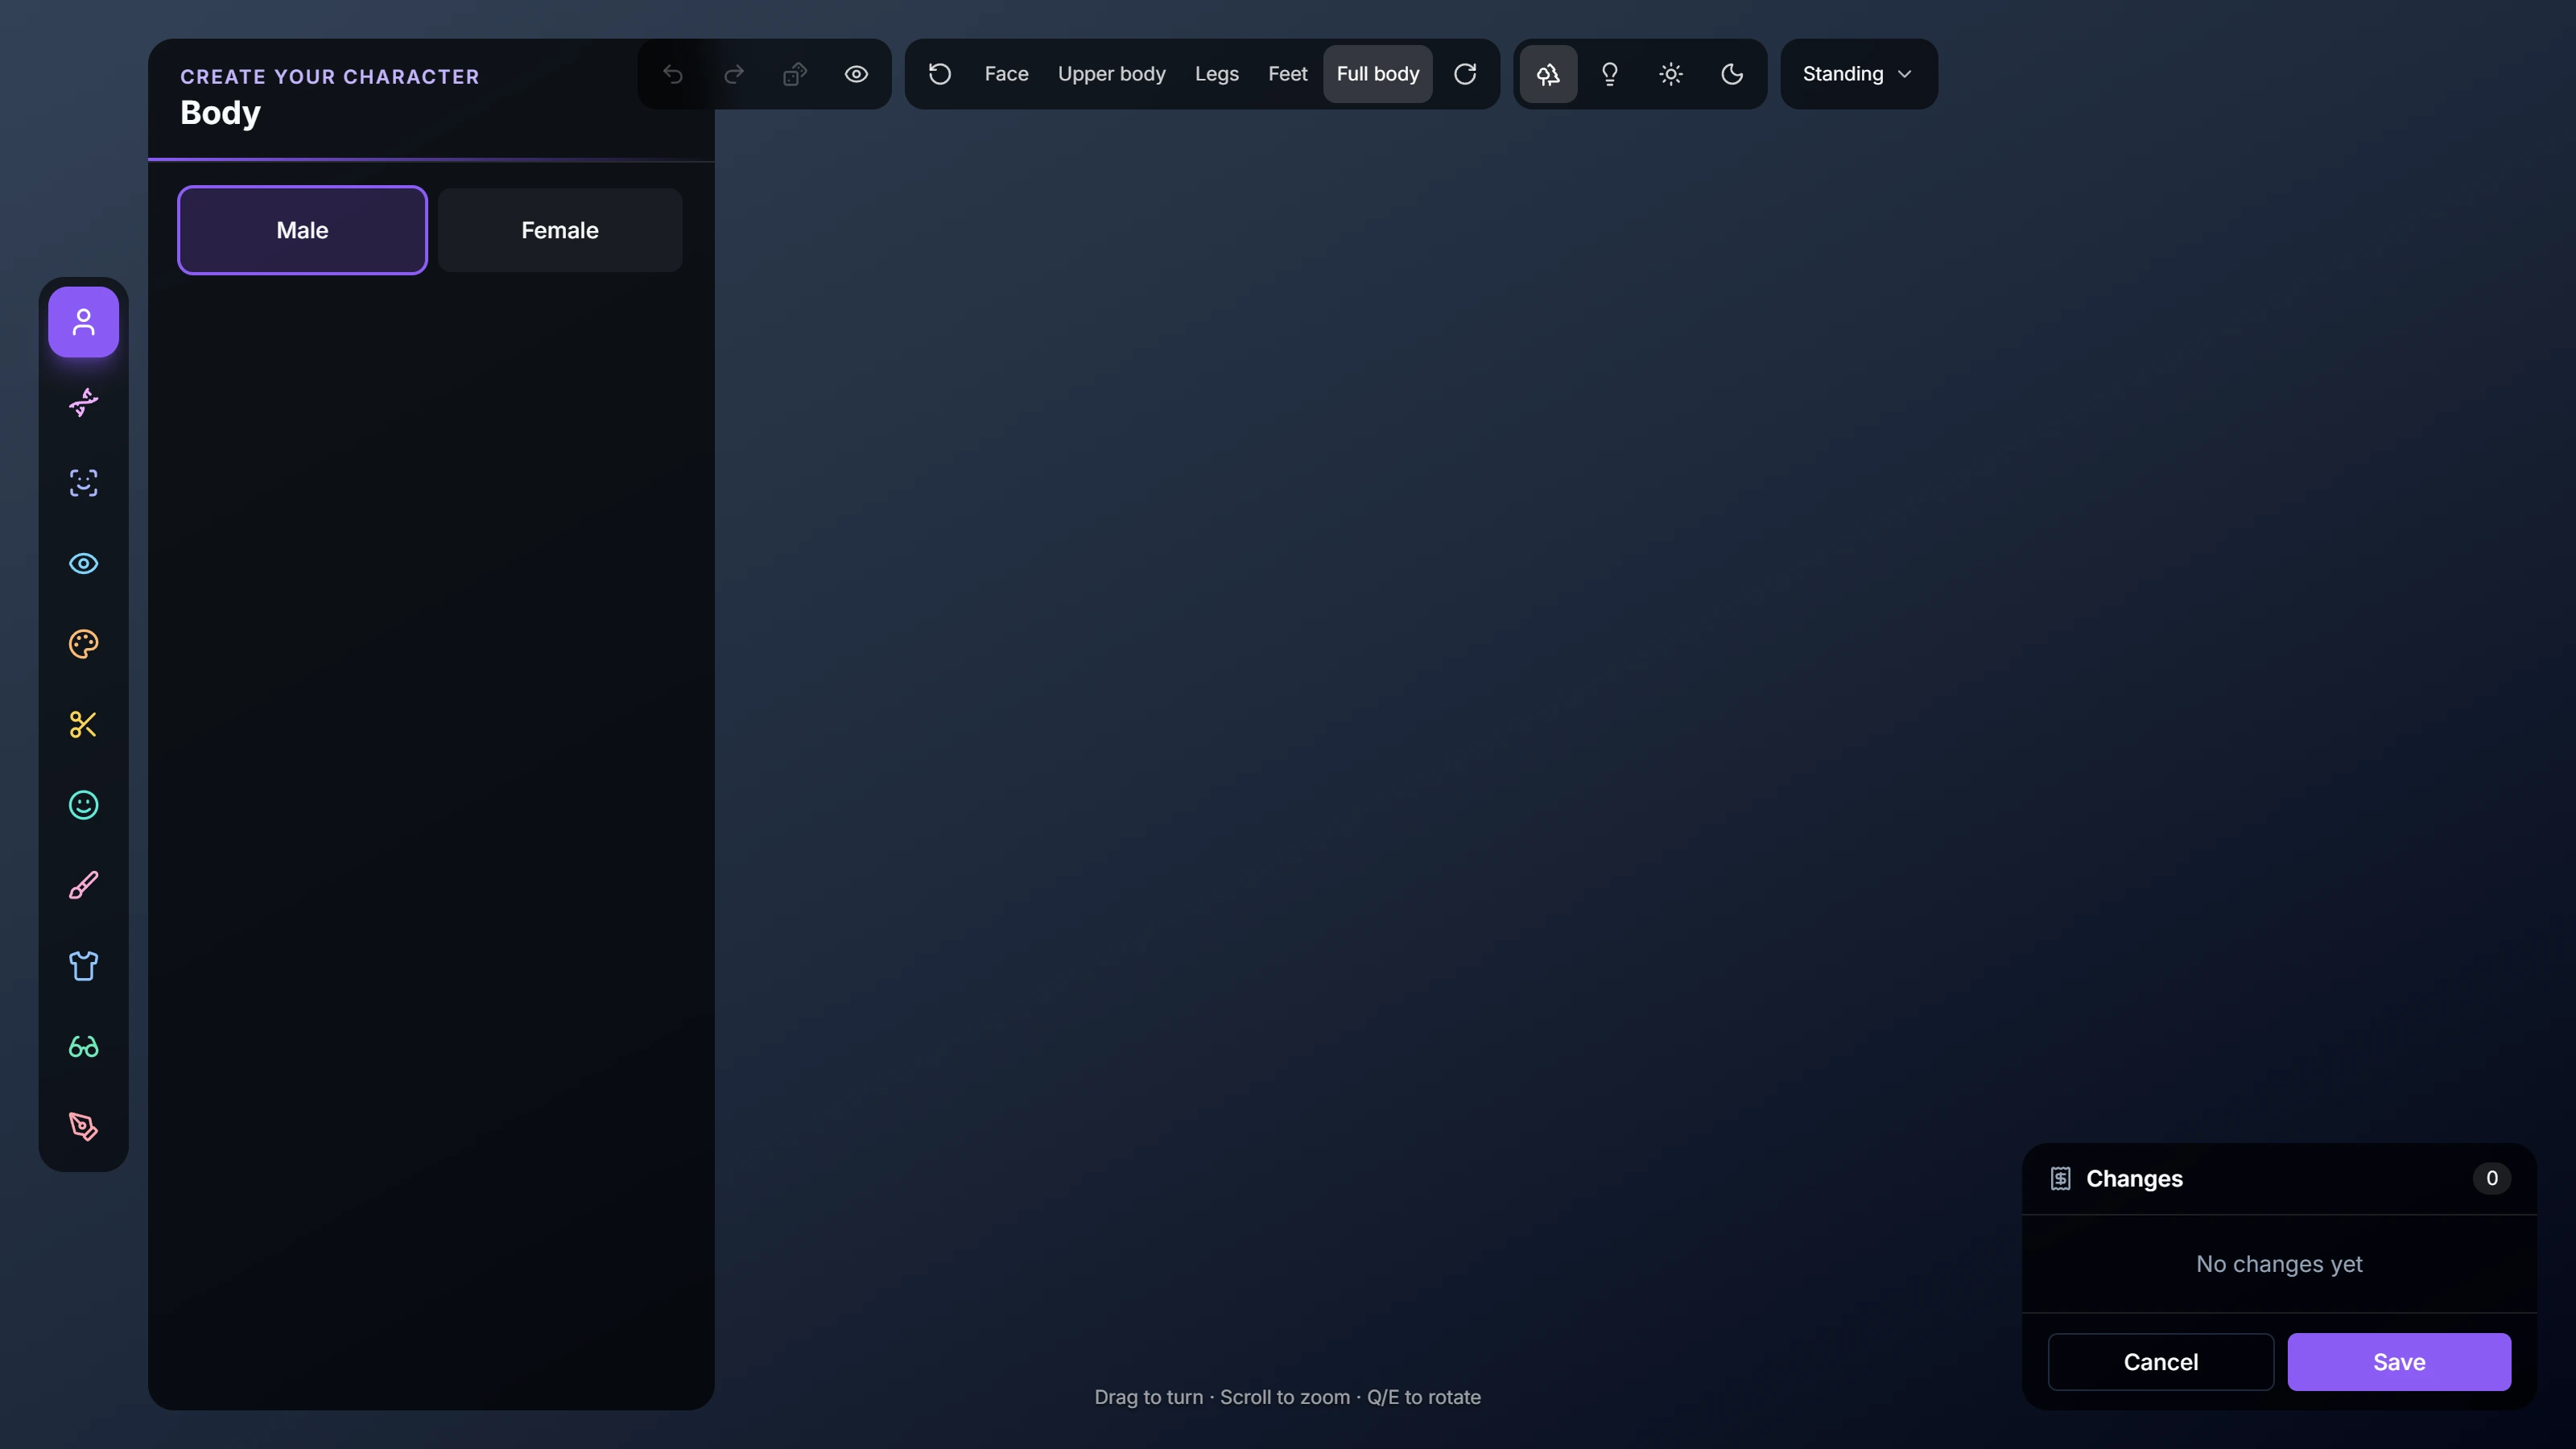 CREATE YOUR CHARACTER
Body
Face Upper body Legs Feet Full body
Standing
Male Female
Changes 0
No changes yet
Cancel Save
Drag to turn · Scroll to zoom · Q/E to rotate